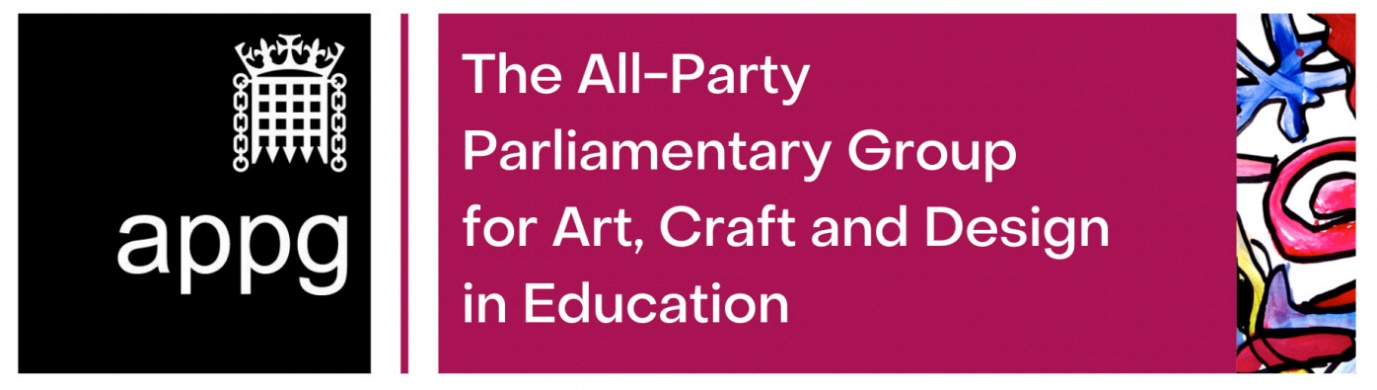 appg
The All-Party
Parliamentary Group
for Art, Craft and Design
in Education